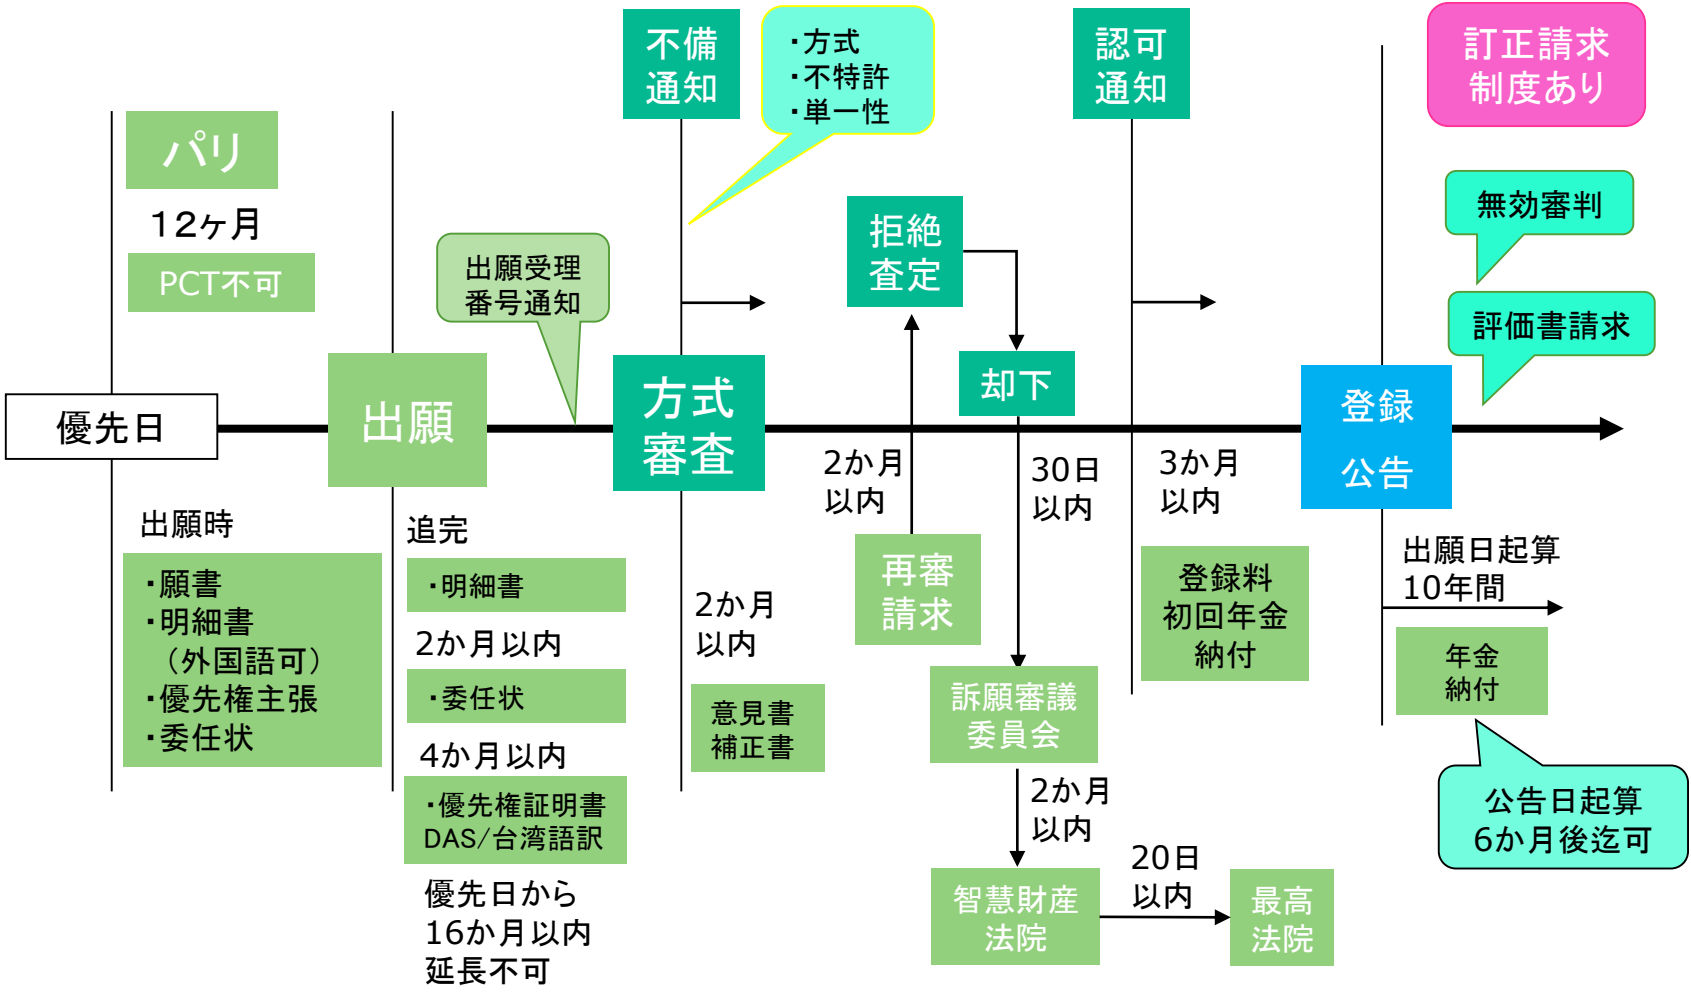 パリ
12ヶ月
PCT不可
優先日
出願時
・願書
・明細書
（外国語可）
・優先権主張
・委任状
出願
追完
・明細書
2か月以内
・委任状
4か月以内
・優先権証明書
DAS/台湾語訳
優先日から
16か月以内
延長不可
出願受理
番号通知
不備
通知
・方式
・不特許
・単一性
方式
審査
2か月
以内
意見書
補正書
拒絶
査定
却下
2か月
以内
再審
請求
30日
以内
訴願審議
委員会
2か月
以内
智慧財産
法院
20日
以内
最高
法院
認可
通知
3か月
以内
登録料
初回年金
納付
訂正請求
制度あり
無効審判
評価書請求
登録
公告
出願日起算
10年間
年金
納付
公告日起算
6か月後迄可